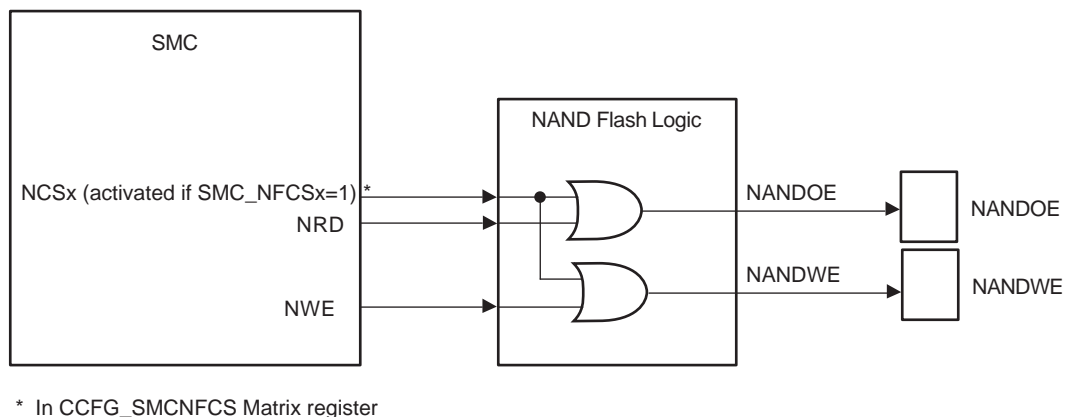 SMC
NAND Flash Logic
NCSx (activated if SMC_NFCSx=1) *
NRD
NWE
NANDOE
NANDOE
NANDWE
NANDWE
* In CCFG_SMCNFCS Matrix register